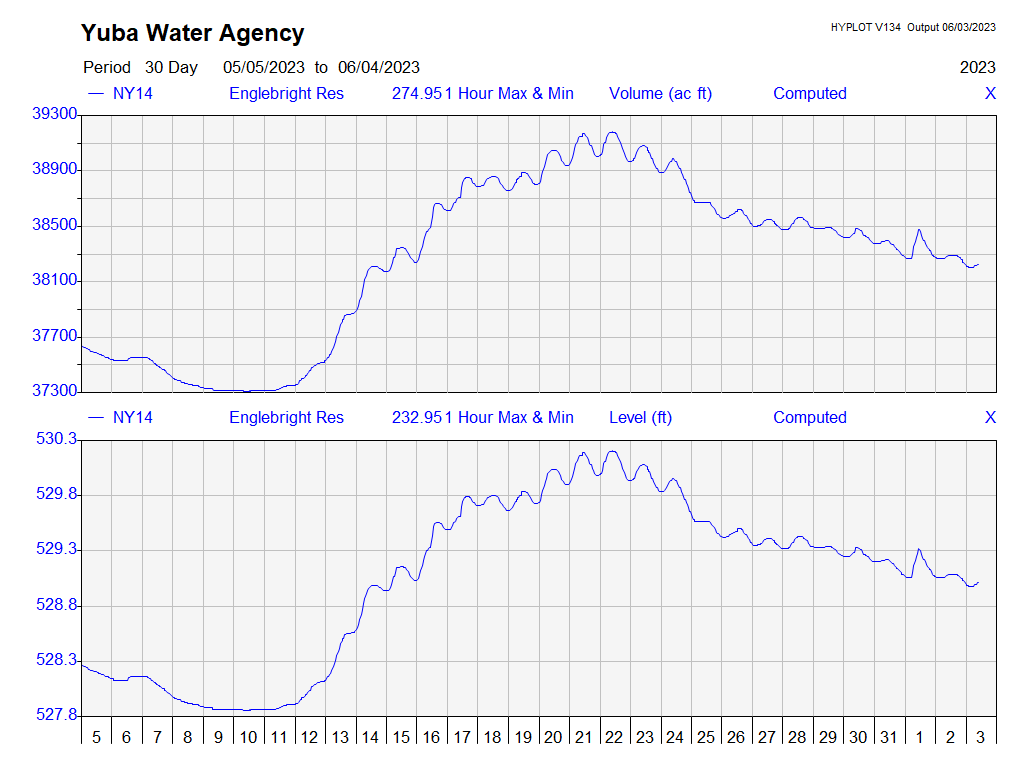 Yuba Water Agency
HYPLOT V134 Output 06/03/2023
Period 30 Day 05/05/2023 to 06/04/2023 2023
NY14 Englebright Res 274.951 Hour Max & Min Volume (ac ft) Computed X
39300
38900
38500
38100
37700
37300
NY14 Englebright Res 232.951 Hour Max & Min Level (ft) Computed X
530.3
529.8
529.3
528.8
528.3
527.8
5 6 7 8 9 10 11 12 13 14 15 16 17 18 19 20 21 22 23 24 25 26 27 28 29 30 31 1 2 3